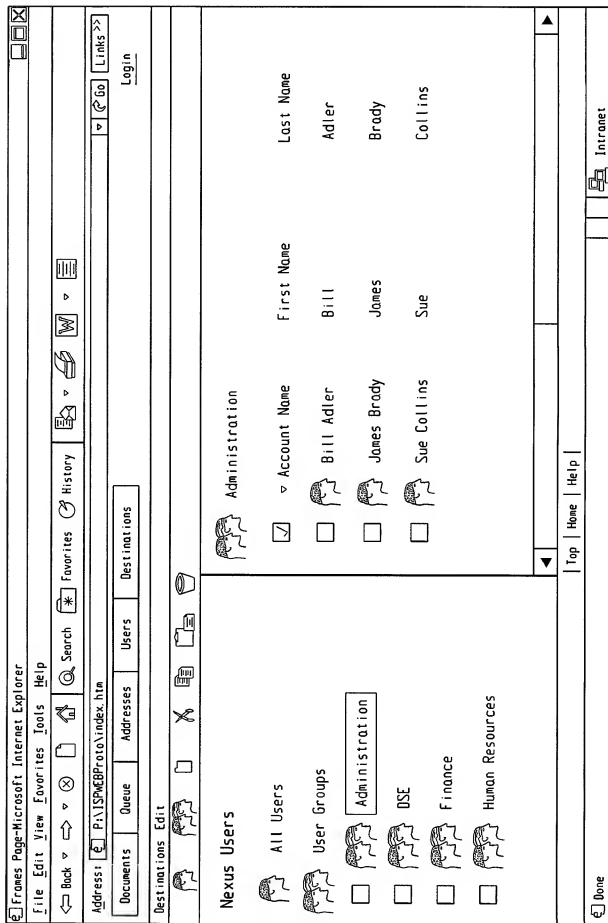 Frames Page-Microsoft Internet Explorer
File Edit View Favorites Tools Help
Back Search Favorites History
Address: P:\ISPWEBProto\index.htm Go Links >>
Documents Queue Addresses Users Destinations Login
Destinations Edit
Nexus Users
All Users
User Groups
Administration
DSE
Finance
Human Resources
Administration
Account Name First Name Last Name
Bill Adler Bill Adler
James Brady James Brady
Sue Collins Sue Collins
Top | Home | Help |
Done Intranet